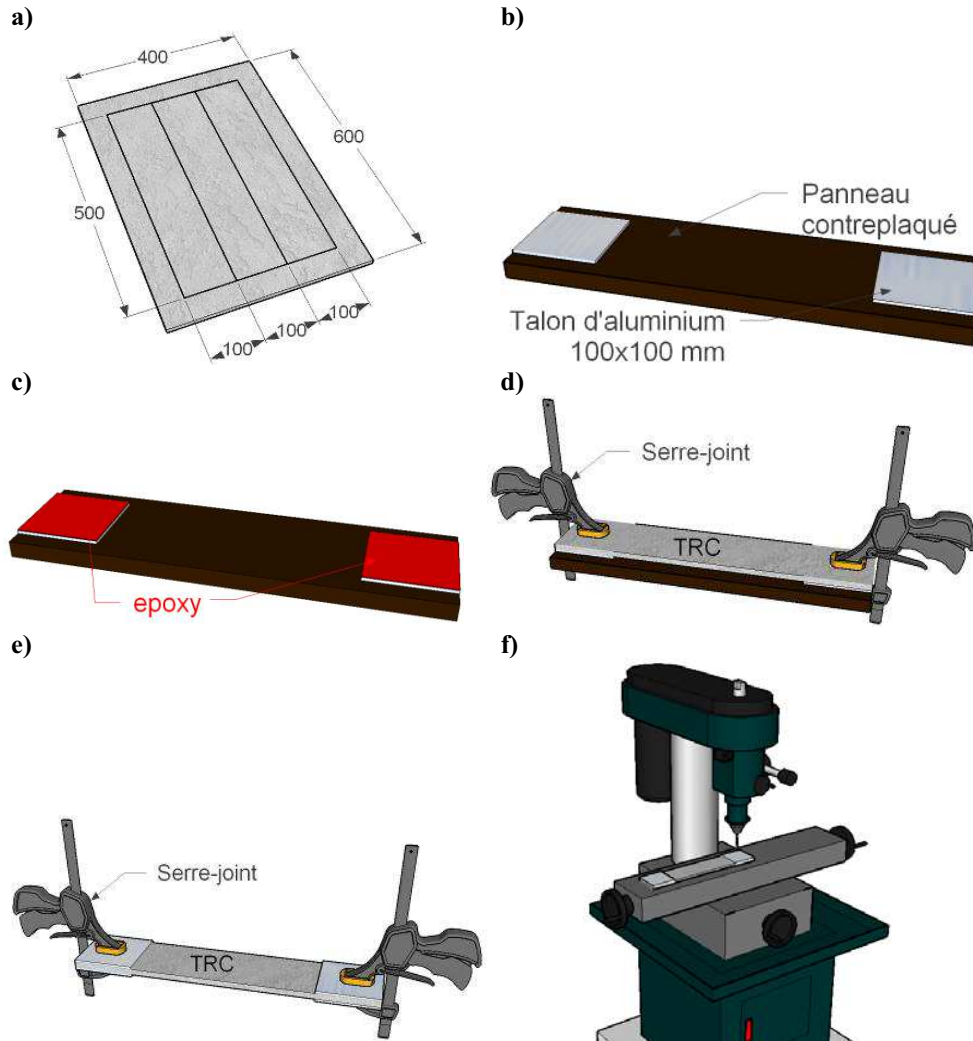 a)
b)
400
600
500
100
100
100
Panneau
contreplaqué
Talon d'aluminium
100x100 mm
c)
d)
epoxy
Serre-joint
TRC
e)
f)
Serre-joint
TRC